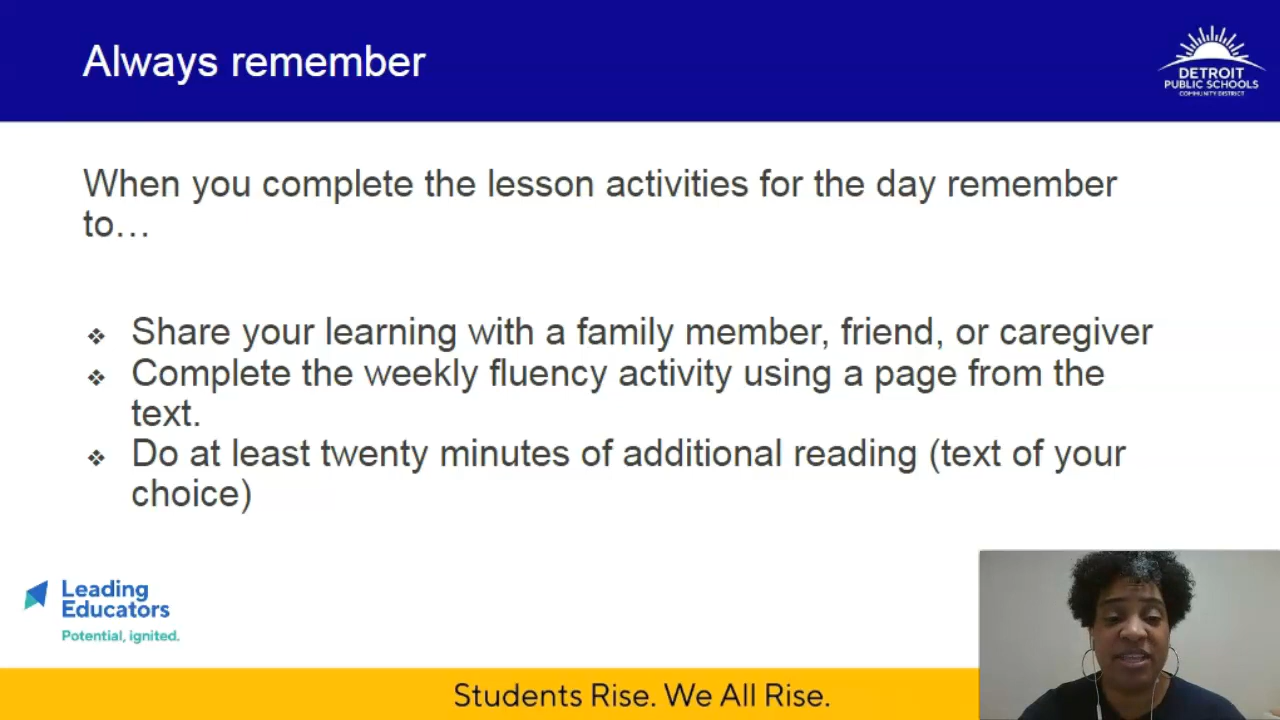 Always remember
DETROIT
PUBLIC SCHOOLS
COMMUNITY DISTRICT
When you complete the lesson activities for the day remember
to…
❖ Share your learning with a family member, friend, or caregiver
❖ Complete the weekly fluency activity using a page from the
text.
❖ Do at least twenty minutes of additional reading (text of your
choice)
Leading
Educators
Potential, ignited.
Students Rise. We All Rise.